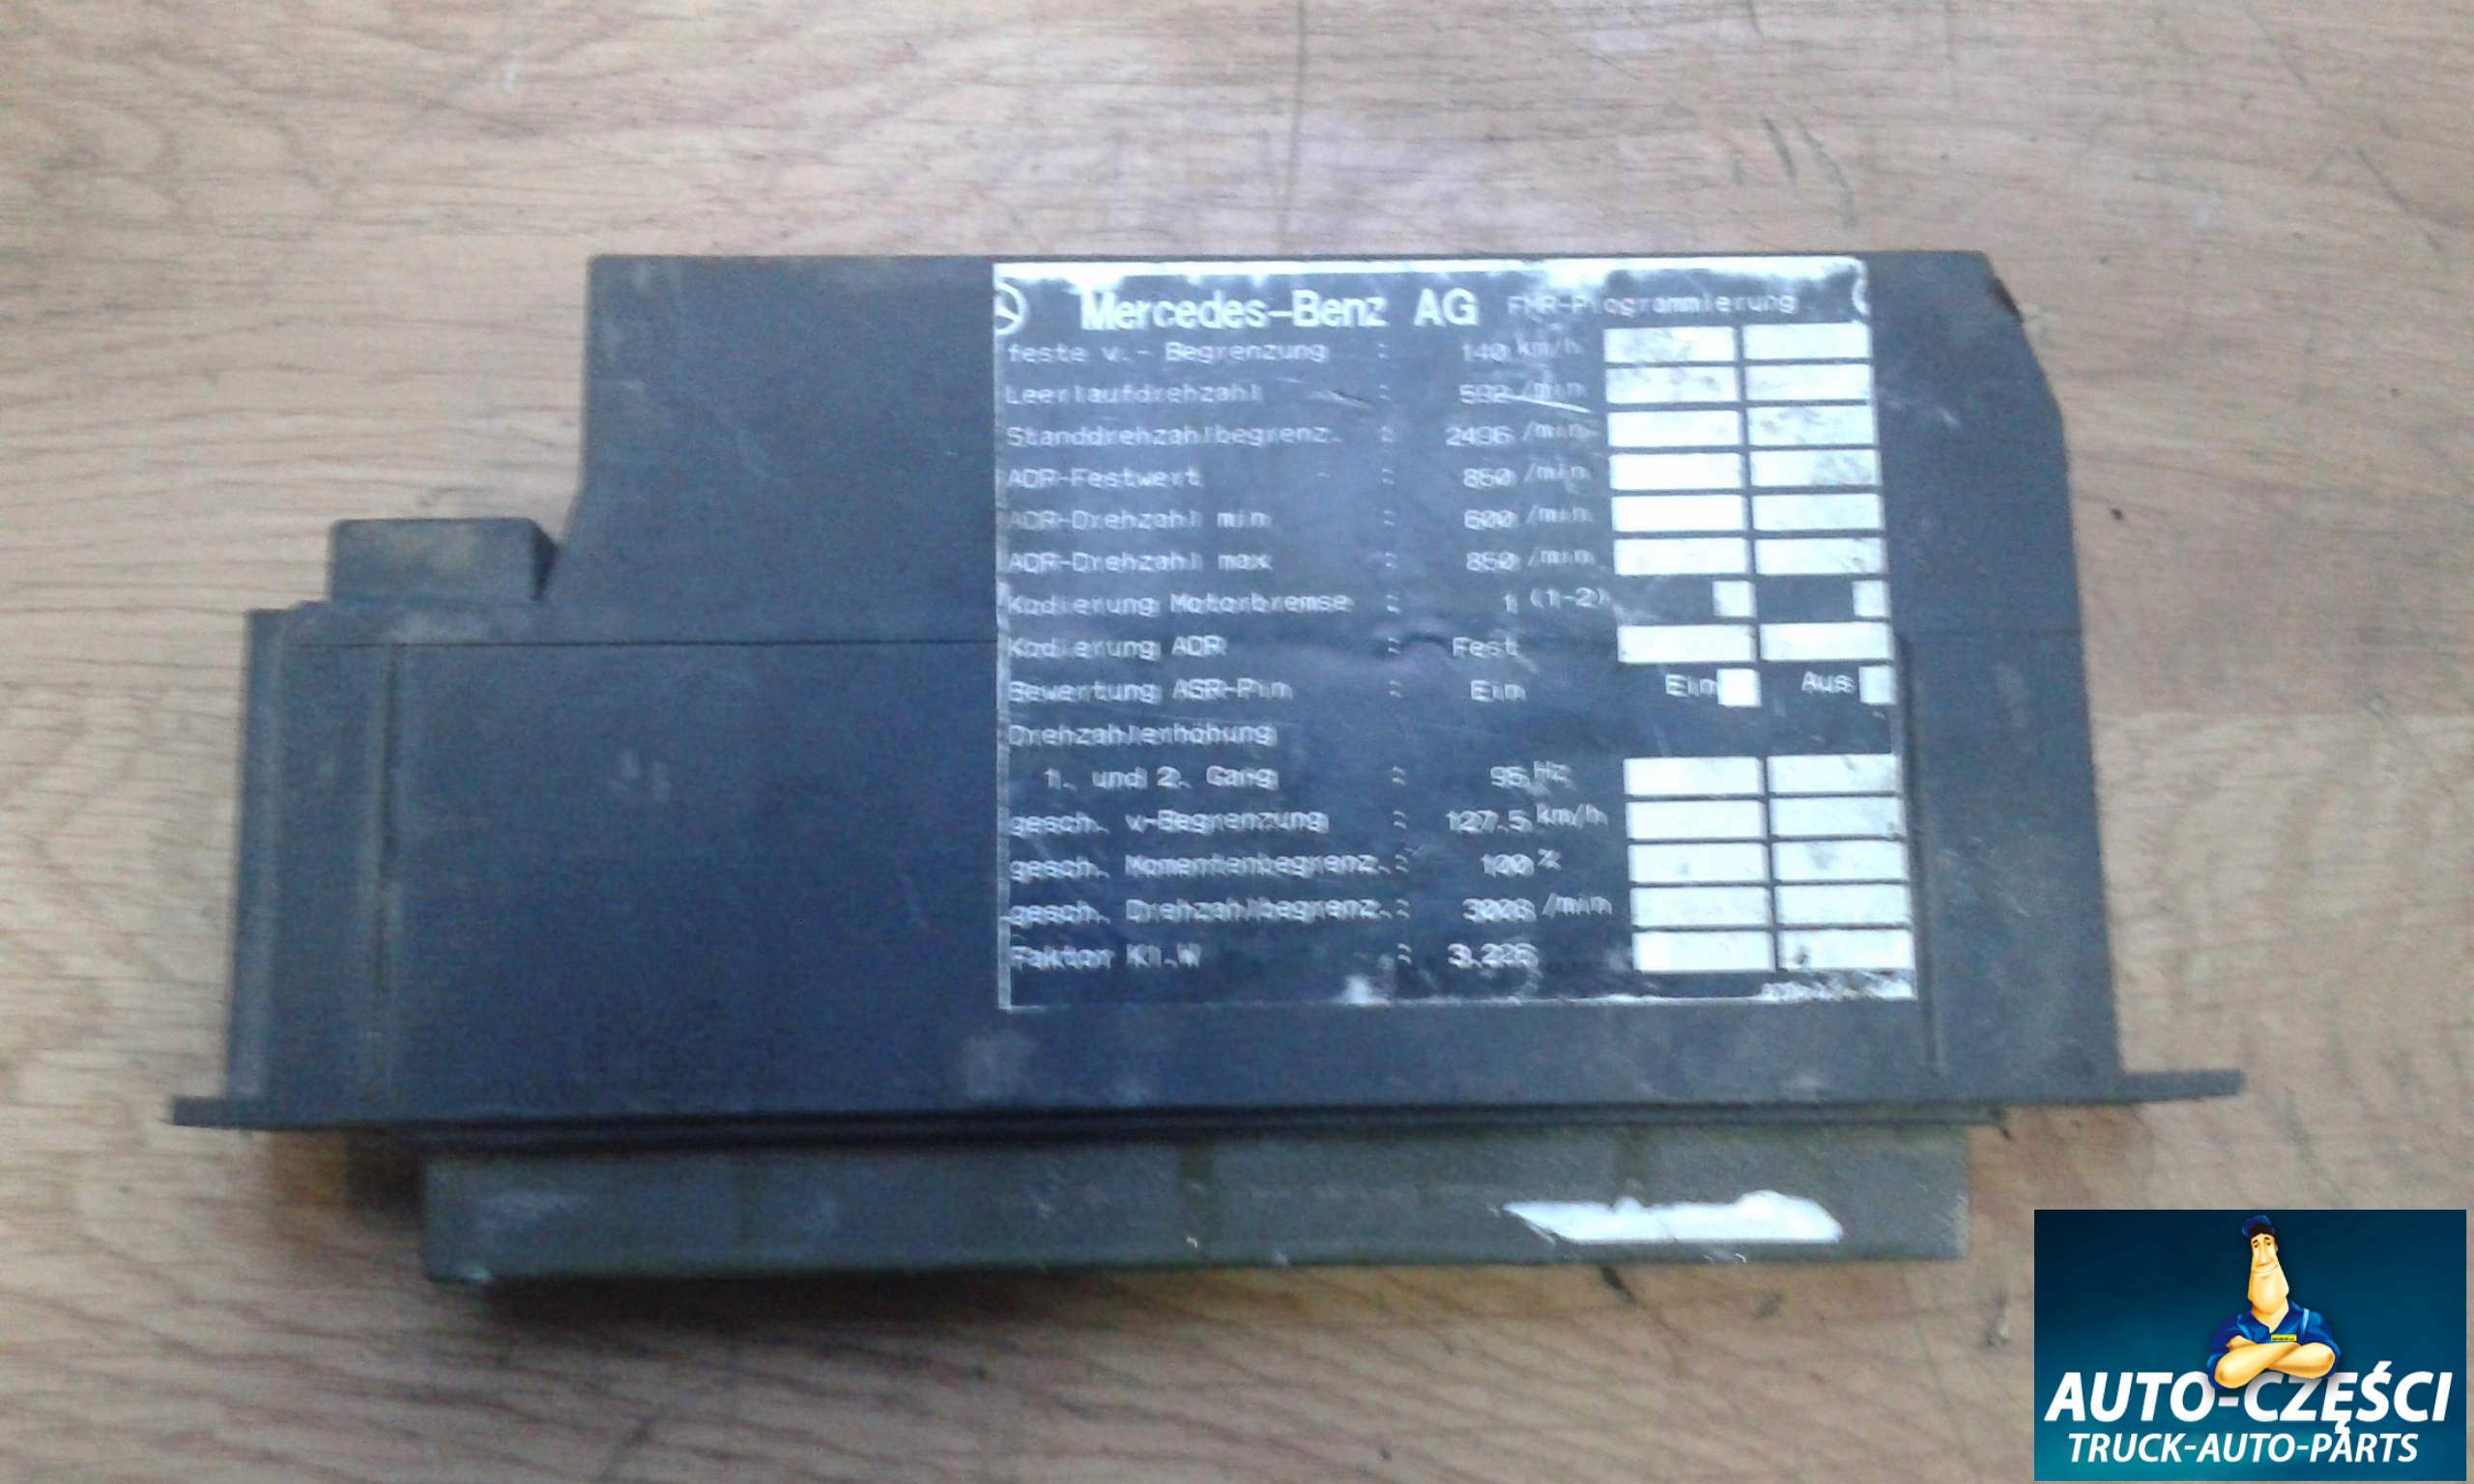 Mercedes-Benz AG FMR-Programmierung
feste v.- Begrenzung : 140 km/h
Leerlaufdrehzahl : 592 /min
Standdrehzahlbegrenz. : 2496 /min
ADR-Festwert : 850 /min
ADR-Drehzahl min : 600 /min
ADR-Drehzahl max : 850 /min
Kodierung Motorbremse : 1 (1-2)
Kodierung ADR : Fest
Bewertung ASR-Pin : Ein Ein Aus
Drehzahlerhöhung
1. und 2. Gang : 95 Hz
gesch. v-Begrenzung : 127.5 km/h
gesch. Momentenbegrenz. : 100 %
gesch. Drehzahlbegrenz. : 3008 /min
Faktor Kl.W :
AUTO-CZĘŚCI
TRUCK-AUTO-PARTS